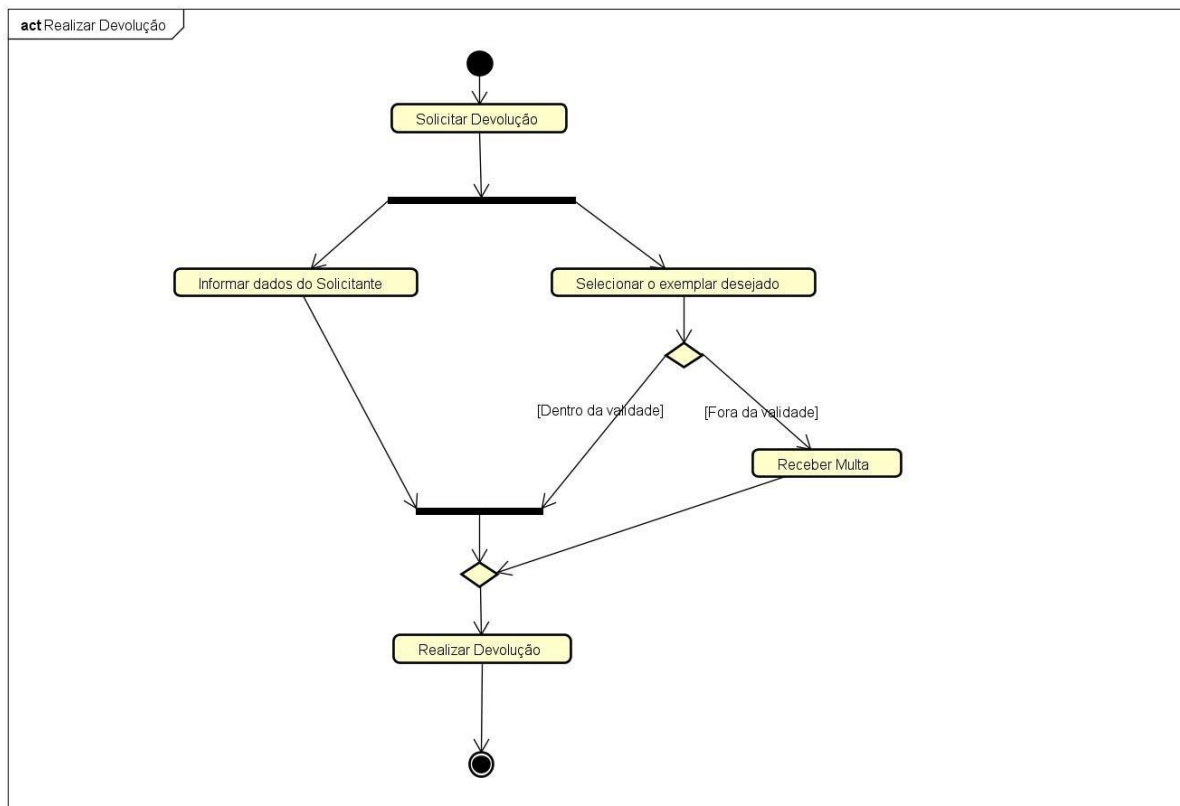 act Realizar Devolução
Solicitar Devolução
Informar dados do Solicitante
Selecionar o exemplar desejado
[Dentro da validade]
[Fora da validade]
Receber Multa
Realizar Devolução